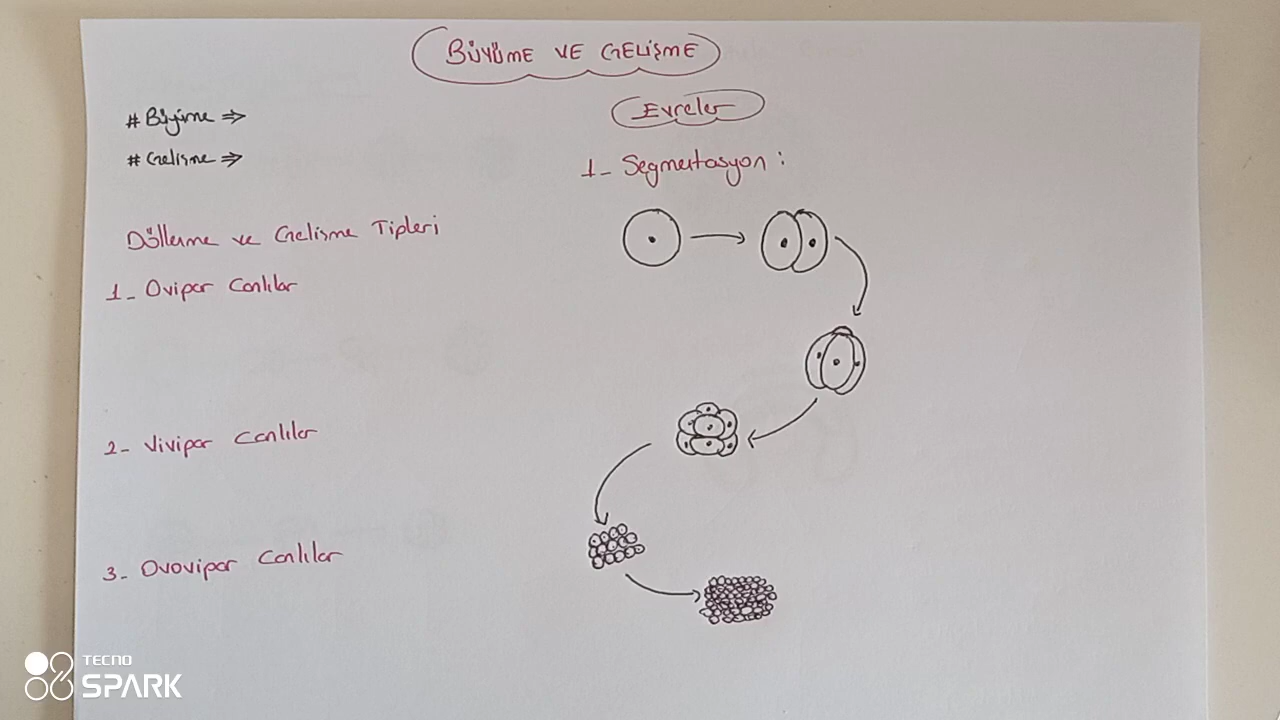 BÜYÜME VE GELİŞME
# Büyüme ⇒
# Gelişme ⇒
Döllenme ve Gelişme Tipleri
1- Ovipar Canlılar
2- Vivipar Canlılar
3- Ovovipar Canlılar
Evreler
1- Segmentasyon :
TECNO
SPARK